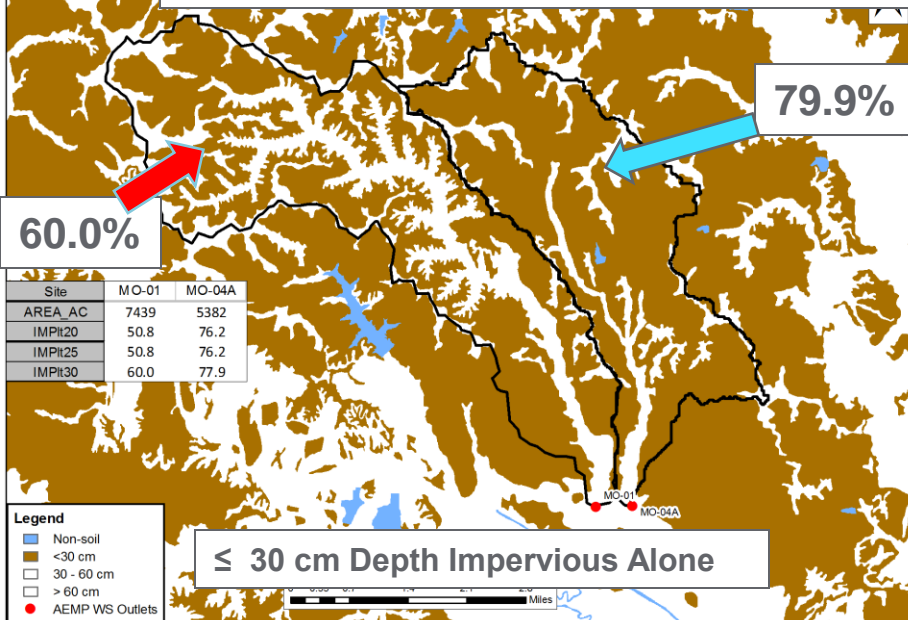 79.9%
60.0%
Site MO-01 MO-04A
AREA_AC 7439 5382
IMPlt20 50.8 76.2
IMPlt25 50.8 76.2
IMPlt30 60.0 77.9
MO-01
MO-04A
Legend
Non-soil
<30 cm
30 - 60 cm
> 60 cm
AEMP WS Outlets
≤ 30 cm Depth Impervious Alone
Miles